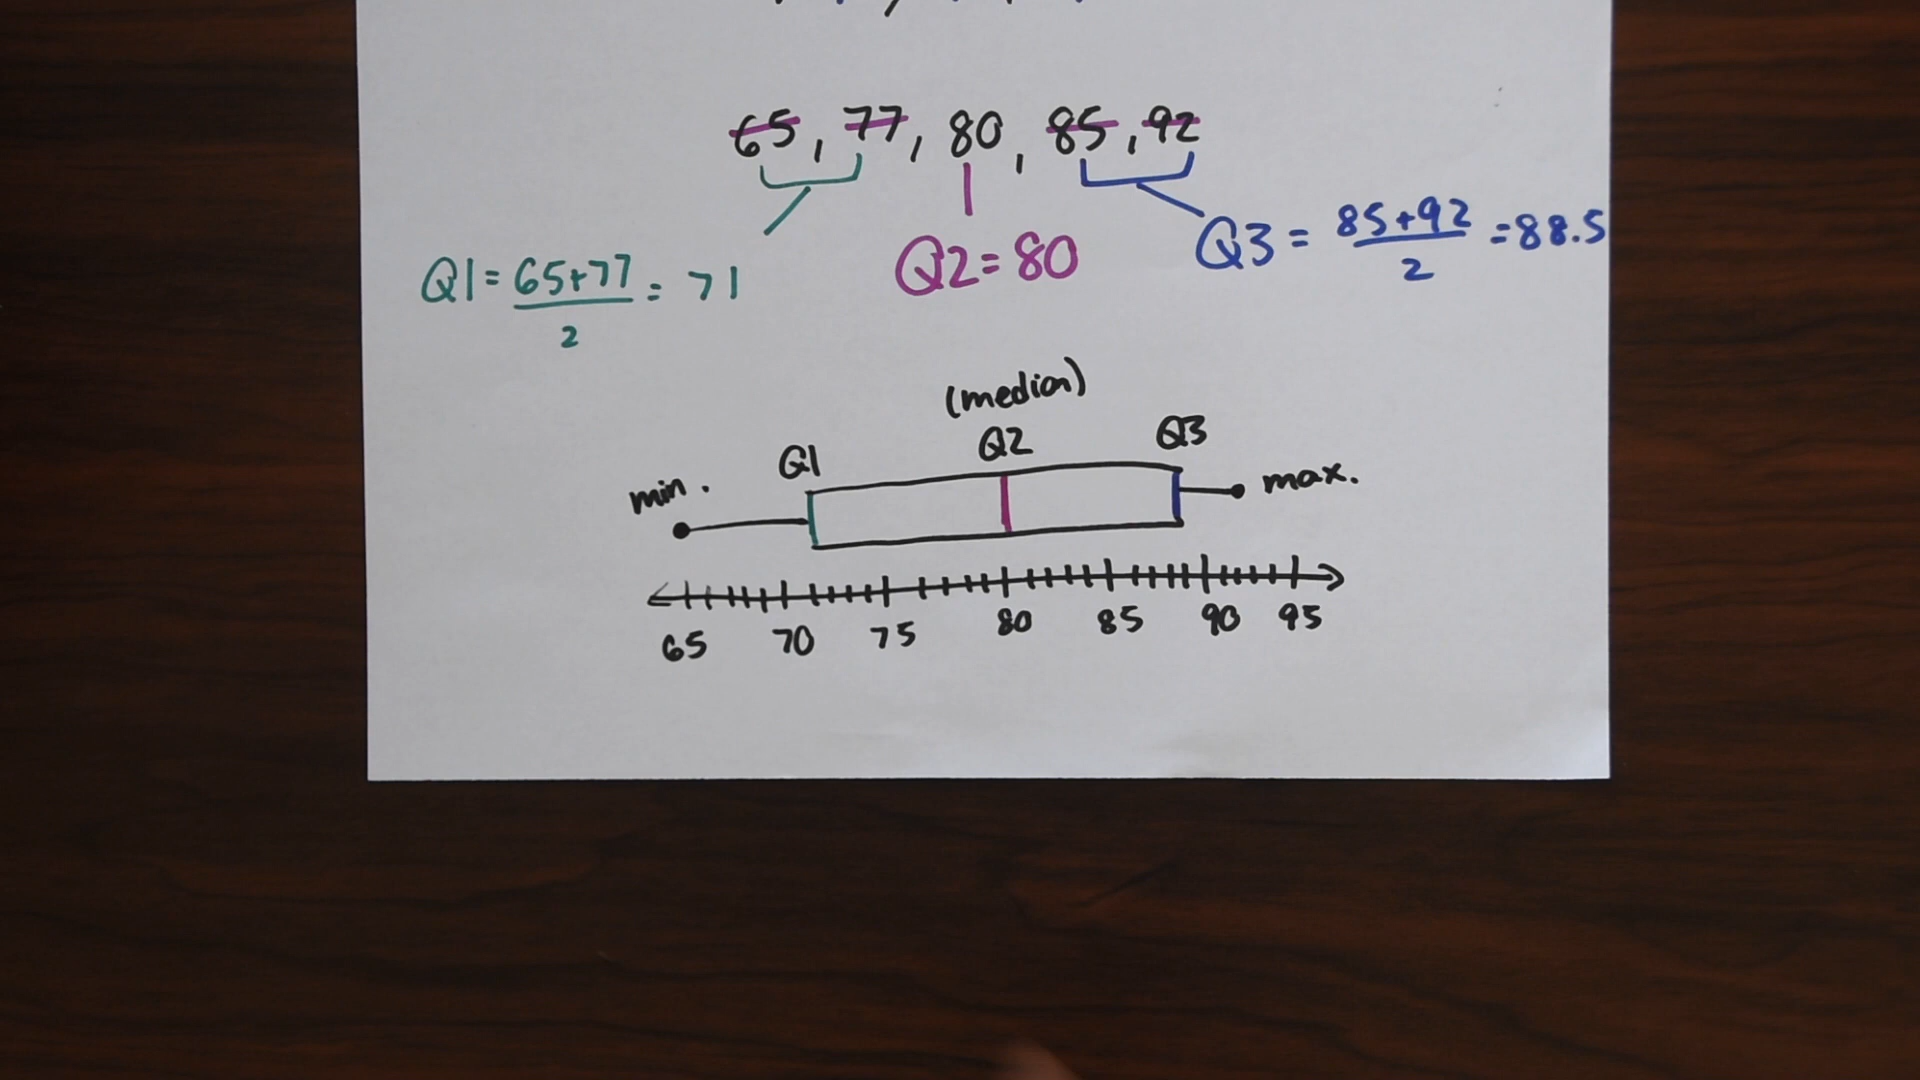 65, 77, 80, 85, 92
Q1 = 65+77 / 2 = 71
Q2 = 80
Q3 = 85+92 / 2 = 88.5
(median)
min. Q1 Q2 Q3 max.
65 70 75 80 85 90 95